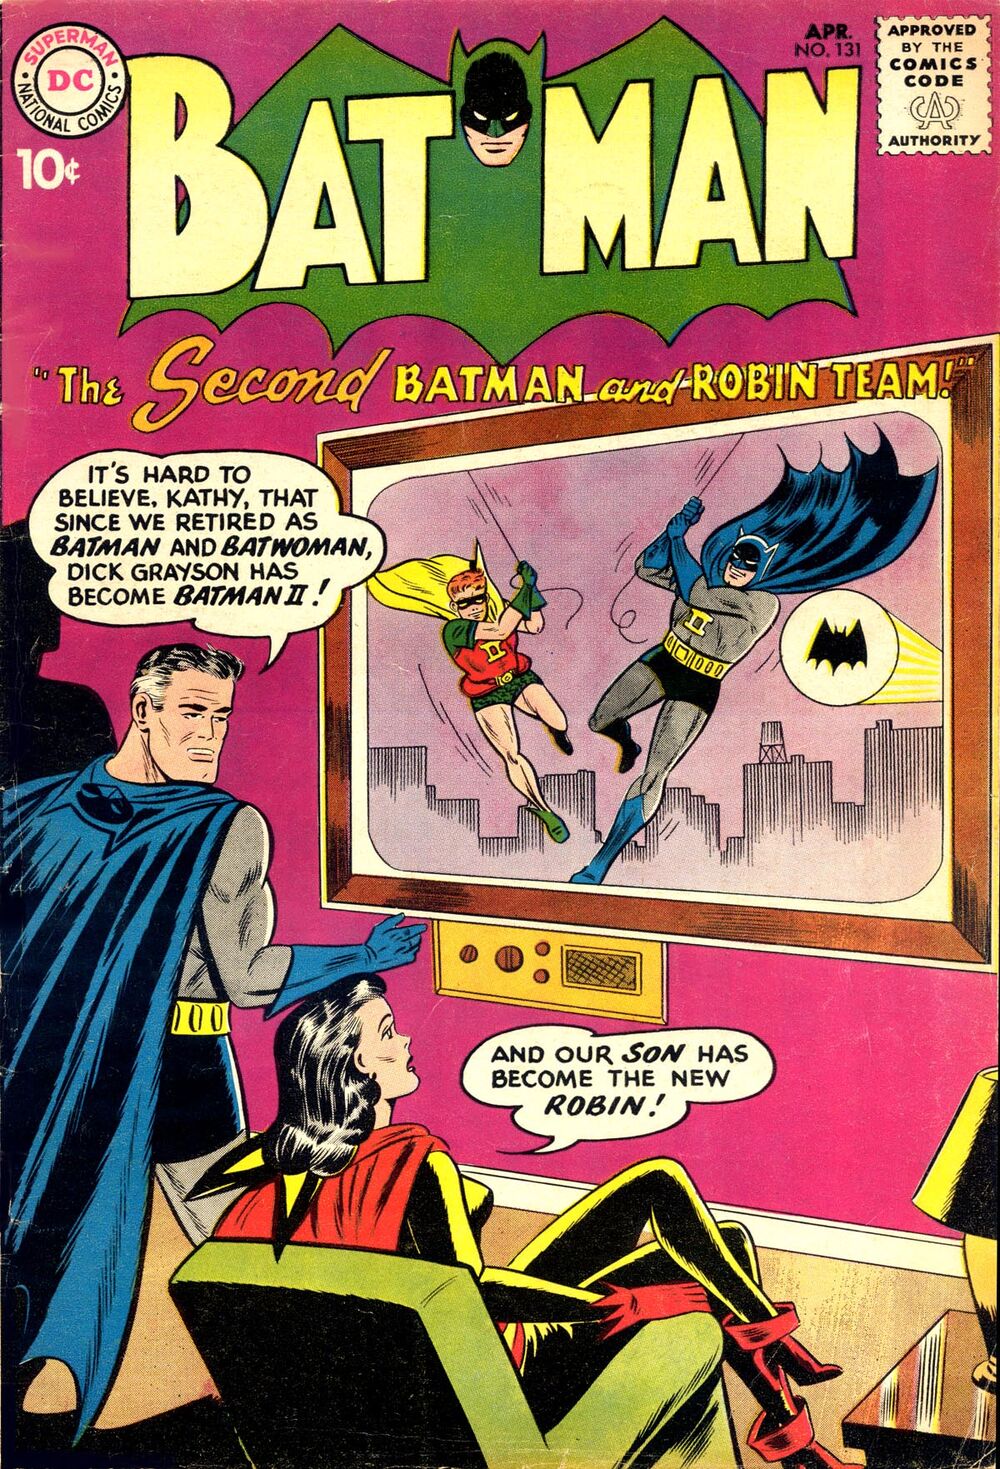 SUPERMAN
DC
NATIONAL COMICS
10¢
APR.
NO. 131
APPROVED
BY THE
COMICS
CODE
CA
AUTHORITY
BATMAN
"The Second BATMAN and ROBIN TEAM!"
IT'S HARD TO
BELIEVE, KATHY, THAT
SINCE WE RETIRED AS
BATMAN AND BATWOMAN,
DICK GRAYSON HAS
BECOME BATMAN II!
II
II
AND OUR SON HAS
BECOME THE NEW
ROBIN!